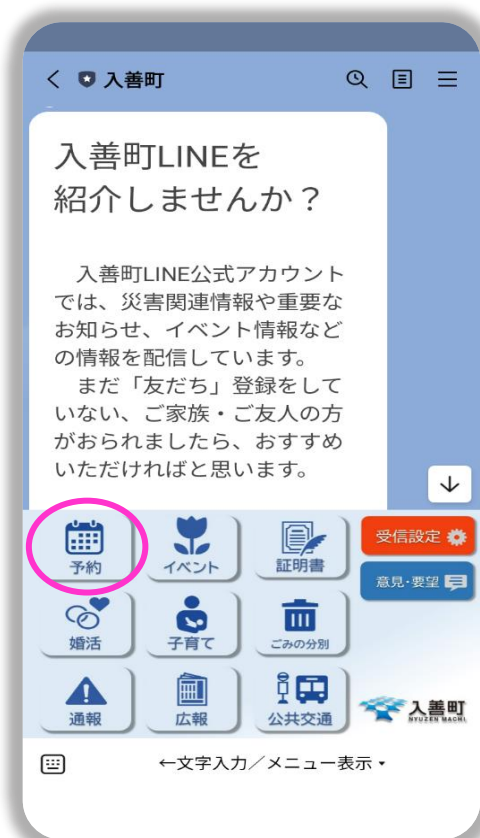 入善町
入善町LINEを
紹介しませんか？
入善町LINE公式アカウント
では、災害関連情報や重要な
お知らせ、イベント情報など
の情報を配信しています。
まだ「友だち」登録をして
いない、ご家族・ご友人の方
がおられましたら、おすすめ
いただければと思います。
予約
イベント
証明書
受信設定
意見・要望
婚活
子育て
ごみの分別
通報
広報
公共交通
入善町
NYUZEN MACHI
←文字入力／メニュー表示▼